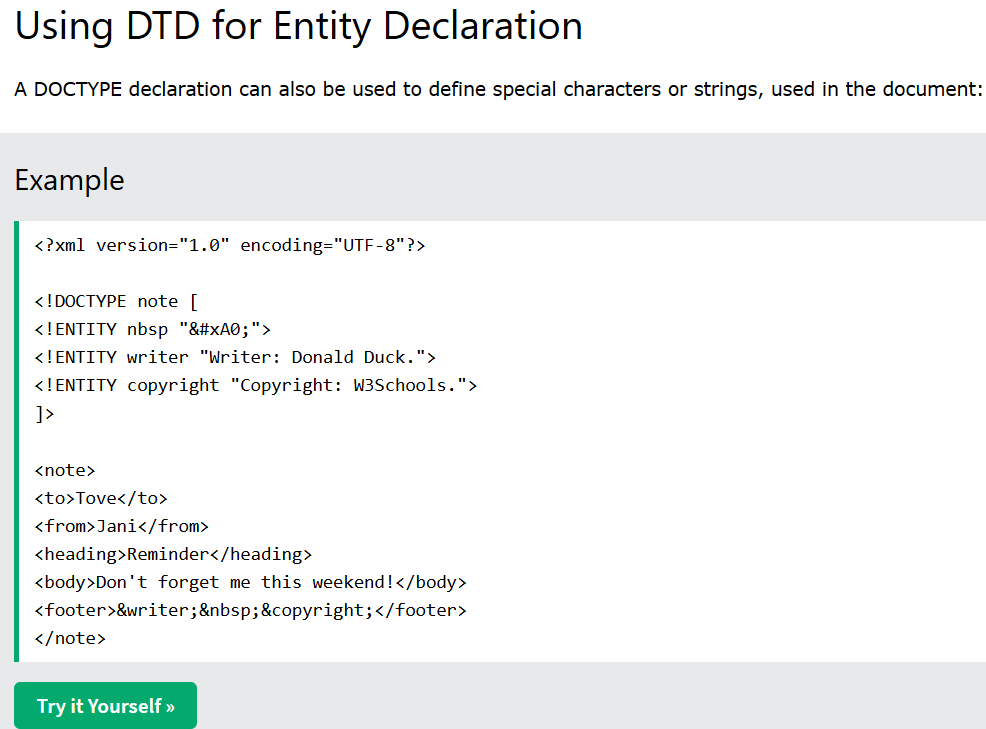 Using DTD for Entity Declaration
A DOCTYPE declaration can also be used to define special characters or strings, used in the document:
Example
<?xml version="1.0" encoding="UTF-8"?>
<!DOCTYPE note [
<!ENTITY nbsp "&#xA0;">
<!ENTITY writer "Writer: Donald Duck.">
<!ENTITY copyright "Copyright: W3Schools.">
]>
<note>
<to>Tove</to>
<from>Jani</from>
<heading>Reminder</heading>
<body>Don't forget me this weekend!</body>
<footer>&writer;&nbsp;&copyright;</footer>
</note>
Try it Yourself »